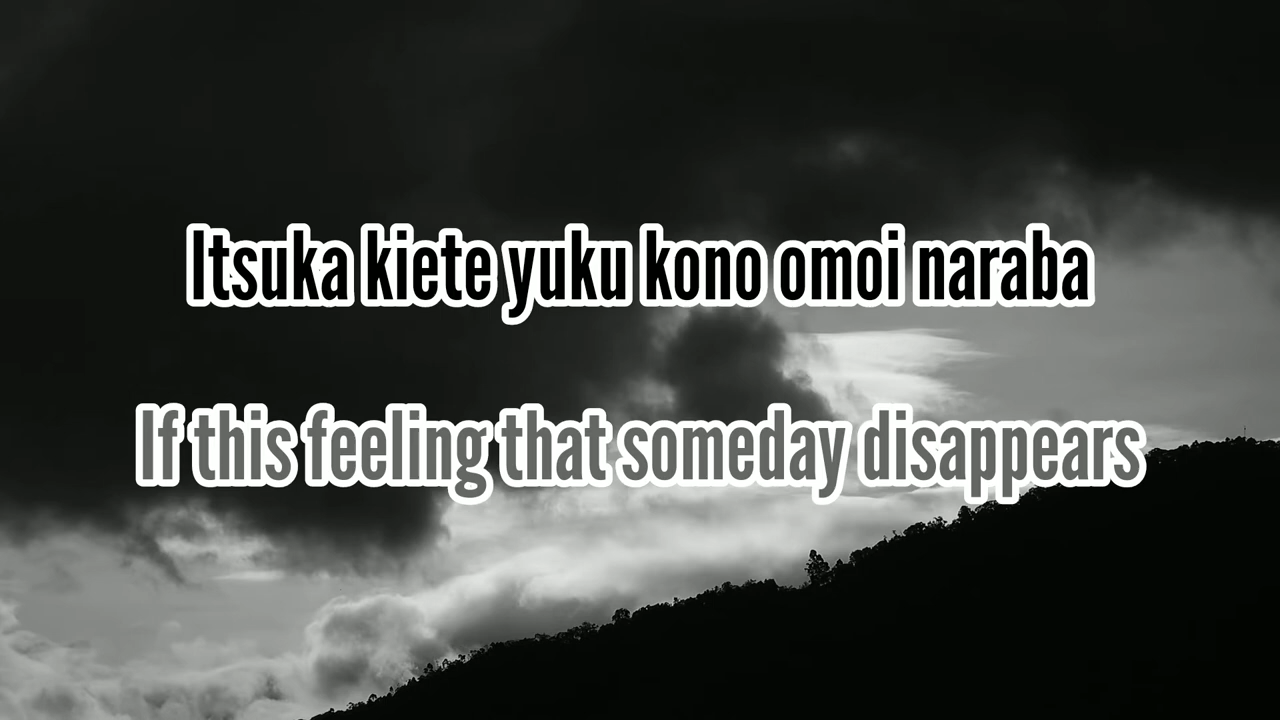 Itsuka kiete yuku kono omoi naraba
If this feeling that someday disappears